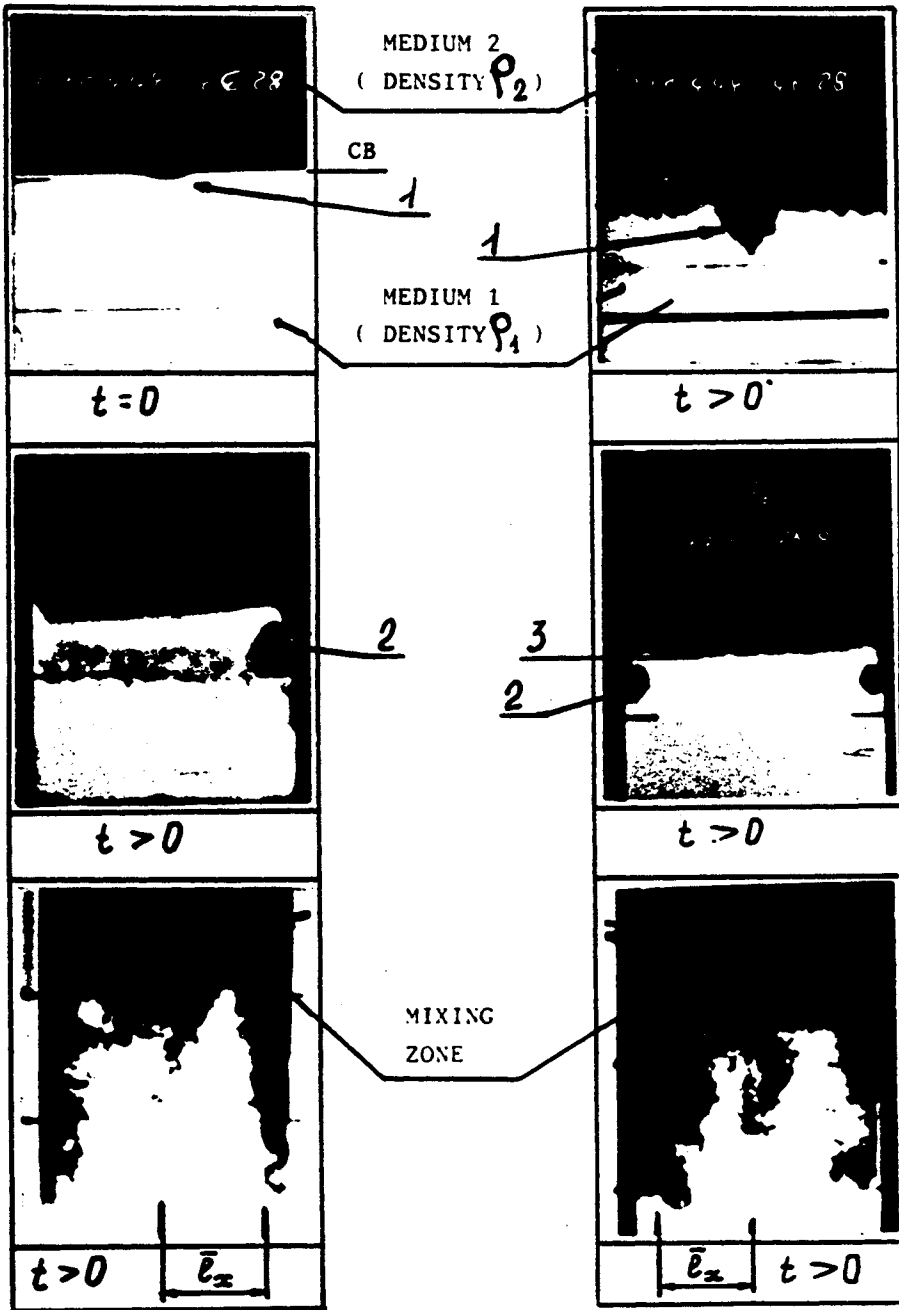 MEDIUM 2
( DENSITY ρ₂ )
CB
1
1
MEDIUM 1
( DENSITY ρ₁ )
t=0
t>0
2
3
2
t>0
t>0
MIXING
ZONE
t>0
l̄x
l̄x
t>0